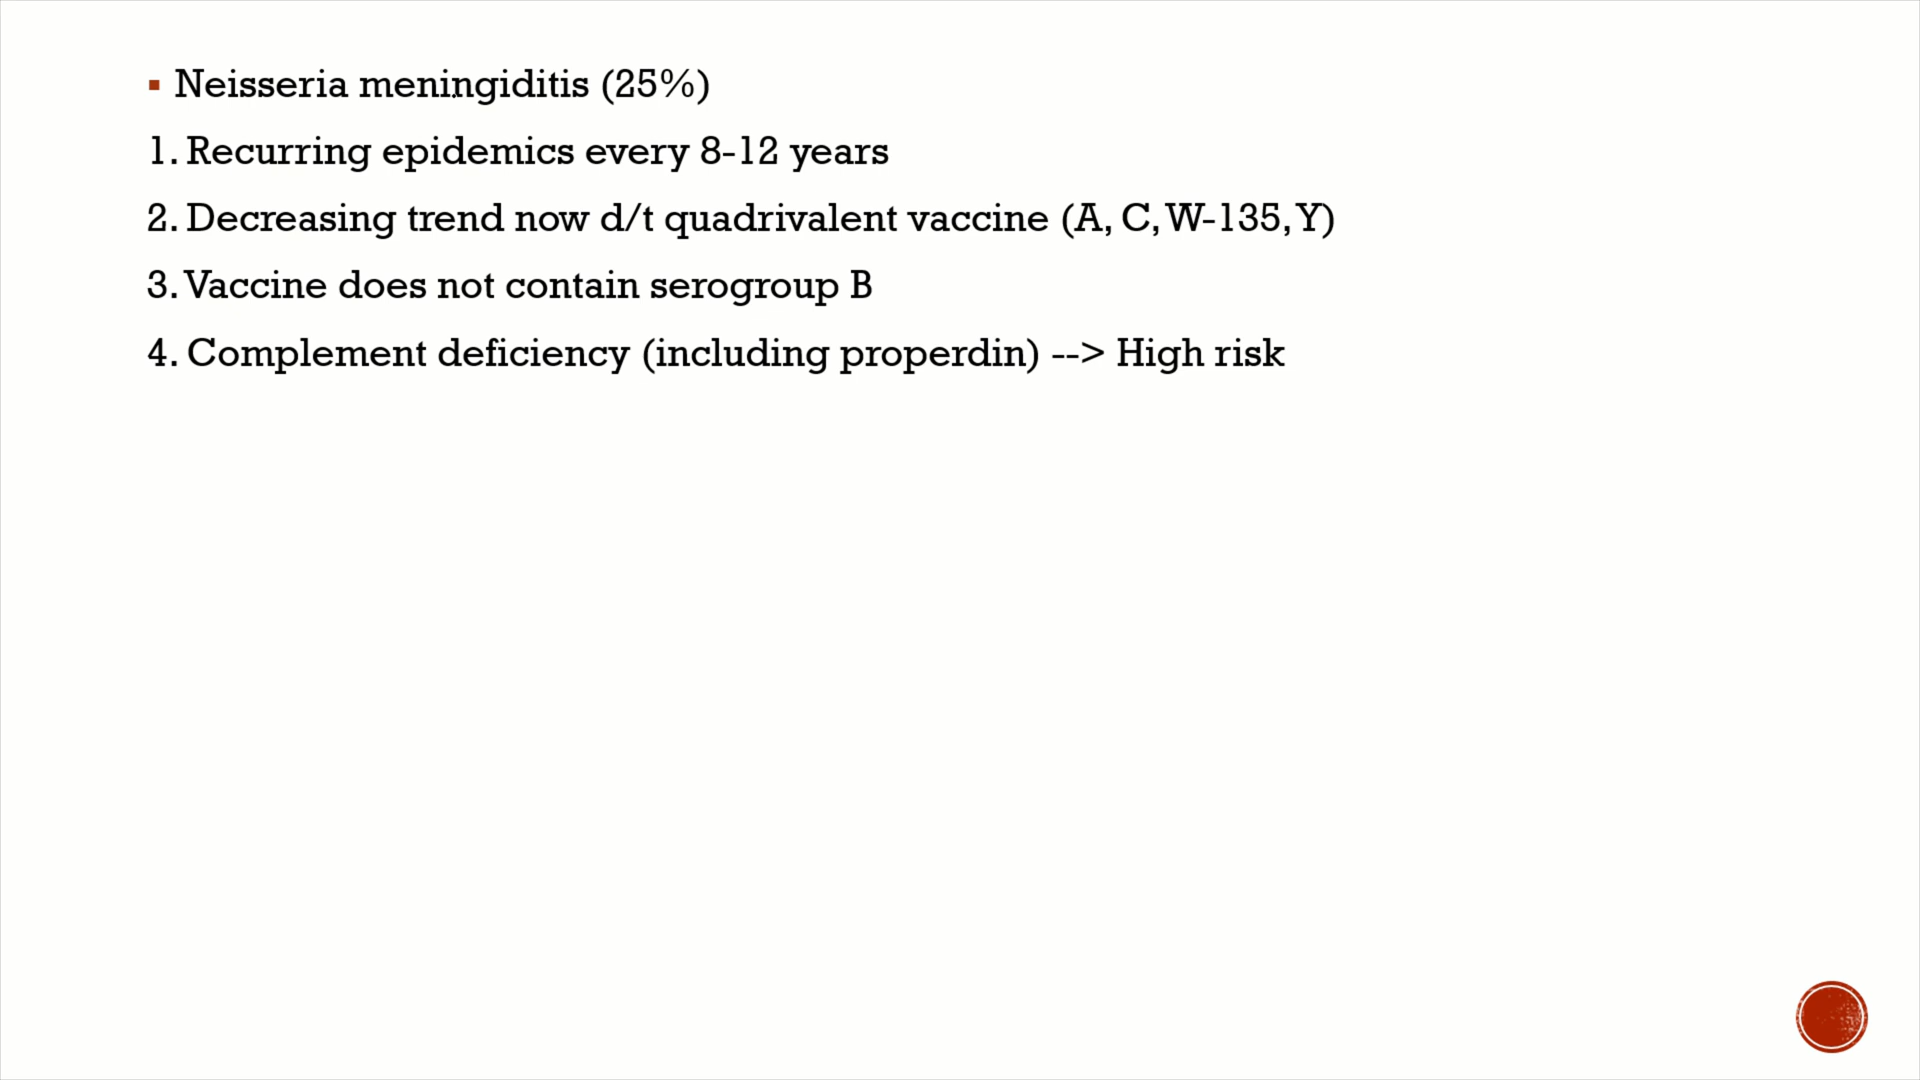 ▪ Neisseria meningiditis (25%)
1. Recurring epidemics every 8-12 years
2. Decreasing trend now d/t quadrivalent vaccine (A, C, W-135, Y)
3. Vaccine does not contain serogroup B
4. Complement deficiency (including properdin) --> High risk